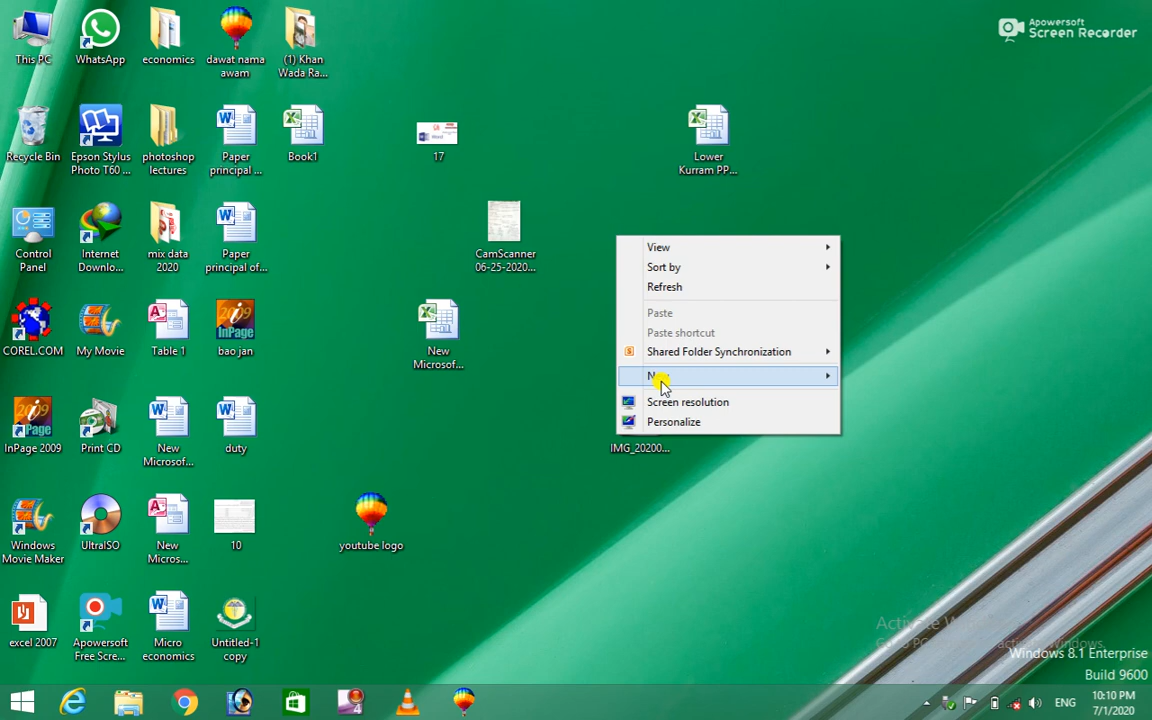 Apowersoft
Screen Recorder
This PC
WhatsApp
economics
dawat nama
awam
(1) Khan
Wada Ra...
Recycle Bin
Epson Stylus
Photo T60 ...
photoshop
lectures
Paper
principal ...
Book1
17
Lower
Kurram PP...
Control
Panel
Internet
Downlo...
mix data
2020
Paper
principal of...
CamScanner
06-25-2020...
View
Sort by
Refresh
Paste
Paste shortcut
Shared Folder Synchronization
Screen resolution
Personalize
COREL.COM
My Movie
Table 1
2009
InPage
bao jan
New
Microsof...
2009
InPage
InPage 2009
Print CD
New
Microsof...
duty
IMG_20200...
Windows
Movie Maker
UltraISO
New
Micros...
10
youtube logo
excel 2007
Apowersoft
Free Scre...
Micro
economics
Untitled-1
copy
Windows 8.1 Enterprise
Build 9600
ENG
10:10 PM
7/1/2020